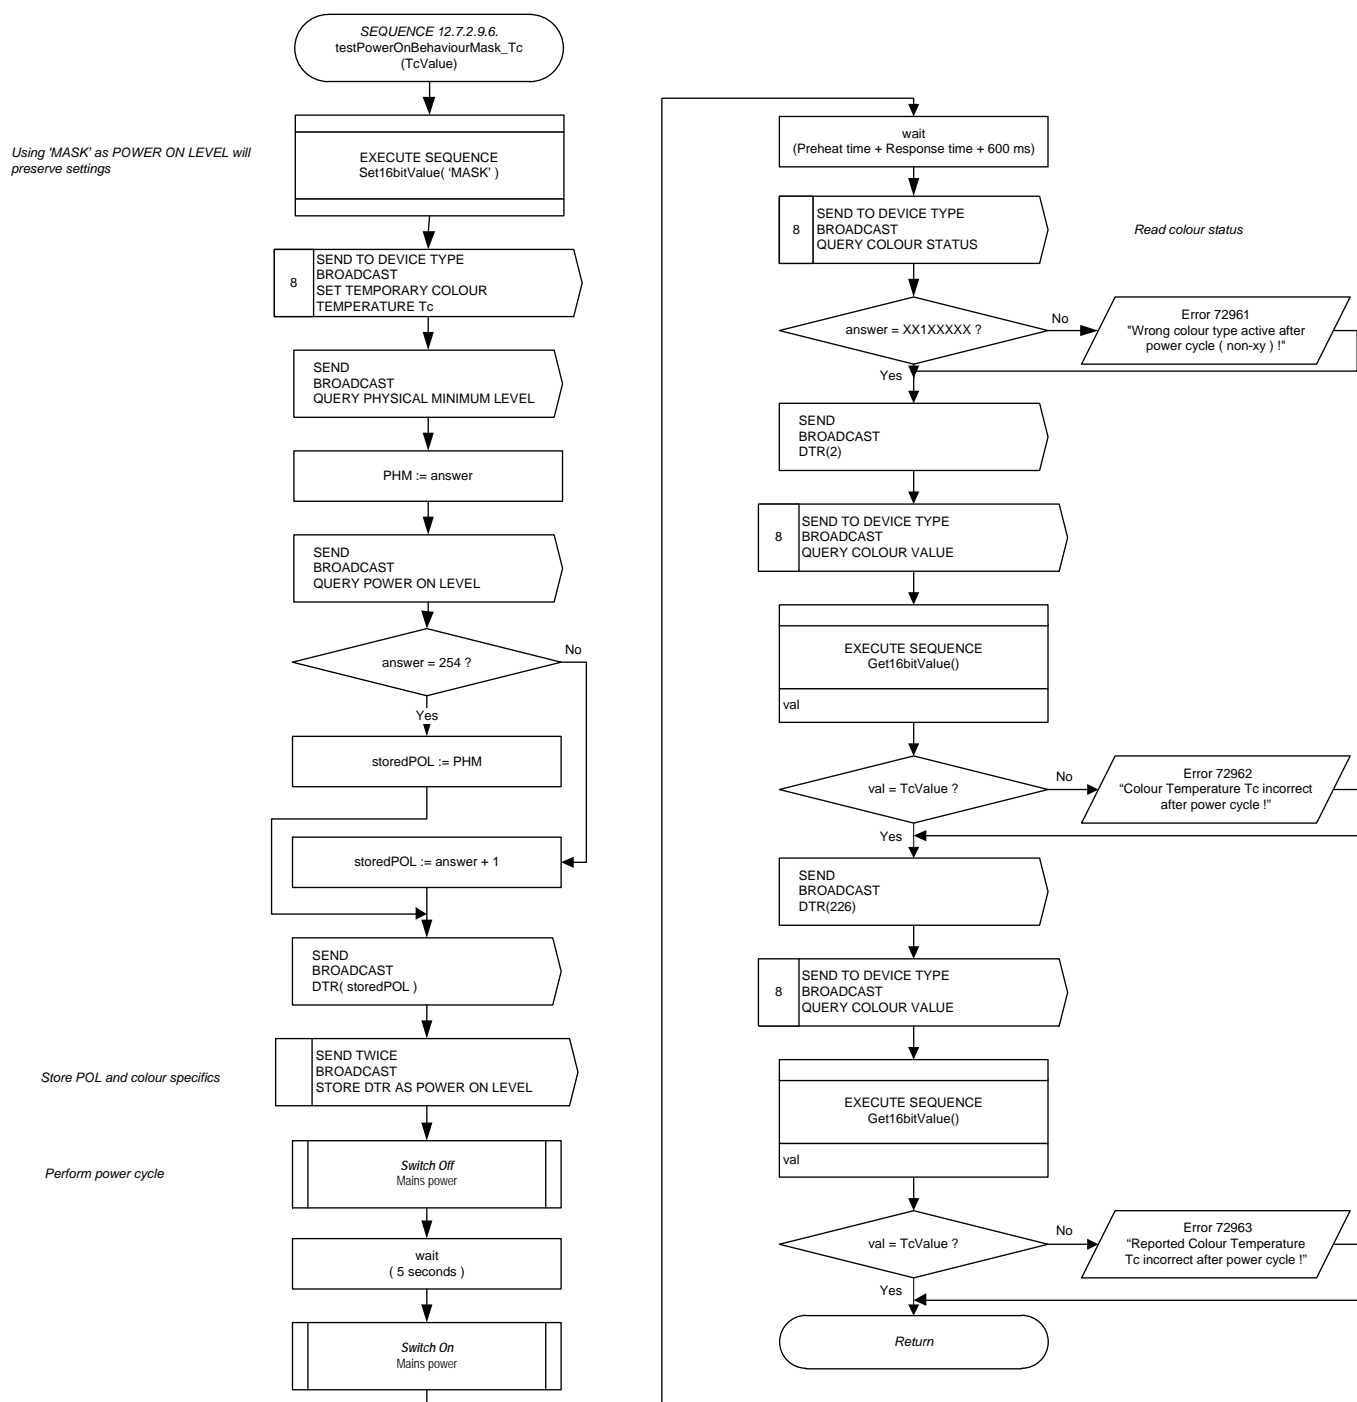 SEQUENCE 12.7.2.9.6.
testPowerOnBehaviourMask_Tc
(TcValue)
Using 'MASK' as POWER ON LEVEL will
preserve settings
EXECUTE SEQUENCE
Set16bitValue( ‘MASK’ )
8
SEND TO DEVICE TYPE
BROADCAST
SET TEMPORARY COLOUR
TEMPERATURE Tc
SEND
BROADCAST
QUERY PHYSICAL MINIMUM LEVEL
PHM := answer
SEND
BROADCAST
QUERY POWER ON LEVEL
answer = 254 ?
No
Yes
storedPOL := PHM
storedPOL := answer + 1
SEND
BROADCAST
DTR( storedPOL )
Store POL and colour specifics
SEND TWICE
BROADCAST
STORE DTR AS POWER ON LEVEL
Perform power cycle
Switch Off
Mains power
wait
( 5 seconds )
Switch On
Mains power
wait
(Preheat time + Response time + 600 ms)
8
SEND TO DEVICE TYPE
BROADCAST
QUERY COLOUR STATUS
Read colour status
answer = XX1XXXXX ?
No
Error 72961
"Wrong colour type active after
power cycle ( non-xy ) !"
Yes
SEND
BROADCAST
DTR(2)
8
SEND TO DEVICE TYPE
BROADCAST
QUERY COLOUR VALUE
EXECUTE SEQUENCE
Get16bitValue()
val
val = TcValue ?
No
Error 72962
“Colour Temperature Tc incorrect
after power cycle !”
Yes
SEND
BROADCAST
DTR(226)
8
SEND TO DEVICE TYPE
BROADCAST
QUERY COLOUR VALUE
EXECUTE SEQUENCE
Get16bitValue()
val
val = TcValue ?
No
Error 72963
“Reported Colour Temperature
Tc incorrect after power cycle !”
Yes
Return